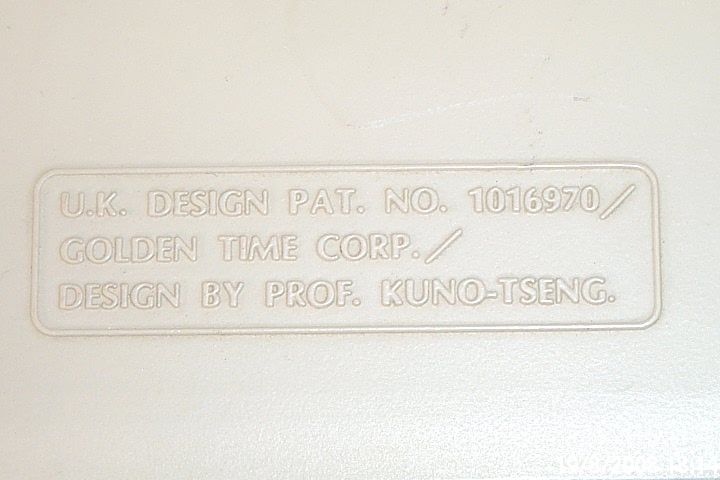 U.K. DESIGN PAT. NO. 1016970/
GOLDEN TIME CORP./
DESIGN BY PROF. KUNO-TSENG.